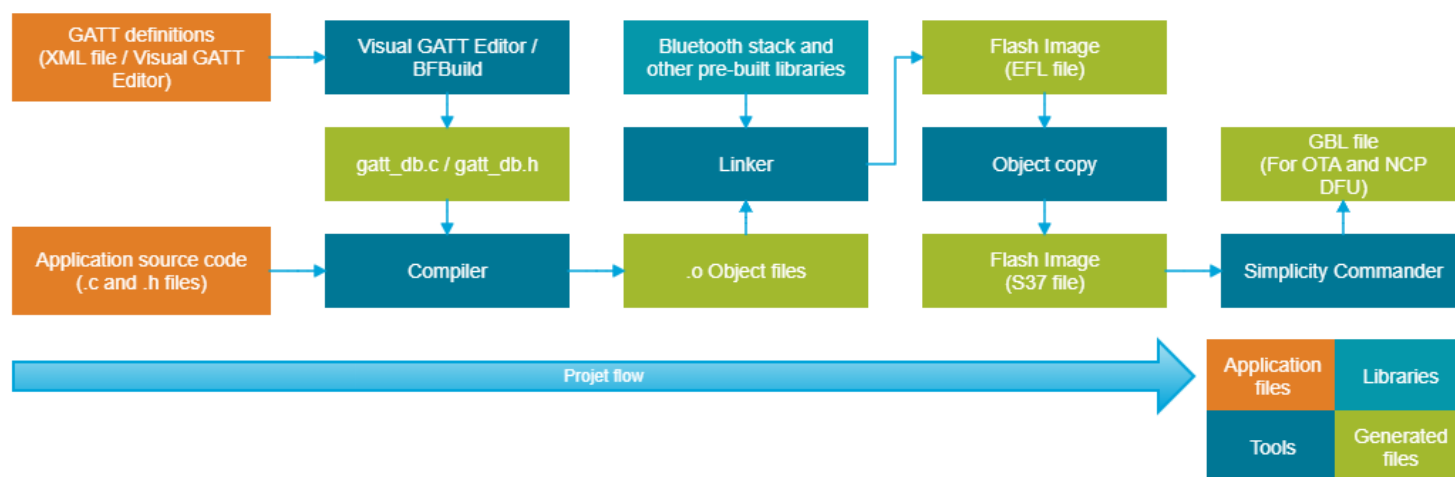 GATT definitions
(XML file / Visual GATT
Editor)
Visual GATT Editor /
BFBuild
Bluetooth stack and
other pre-built libraries
Flash Image
(EFL file)
gatt_db.c / gatt_db.h
Linker
Object copy
GBL file
(For OTA and NCP
DFU)
Application source code
(.c and .h files)
Compiler
.o Object files
Flash Image
(S37 file)
Simplicity Commander
Projet flow
Application
files
Libraries
Tools
Generated
files